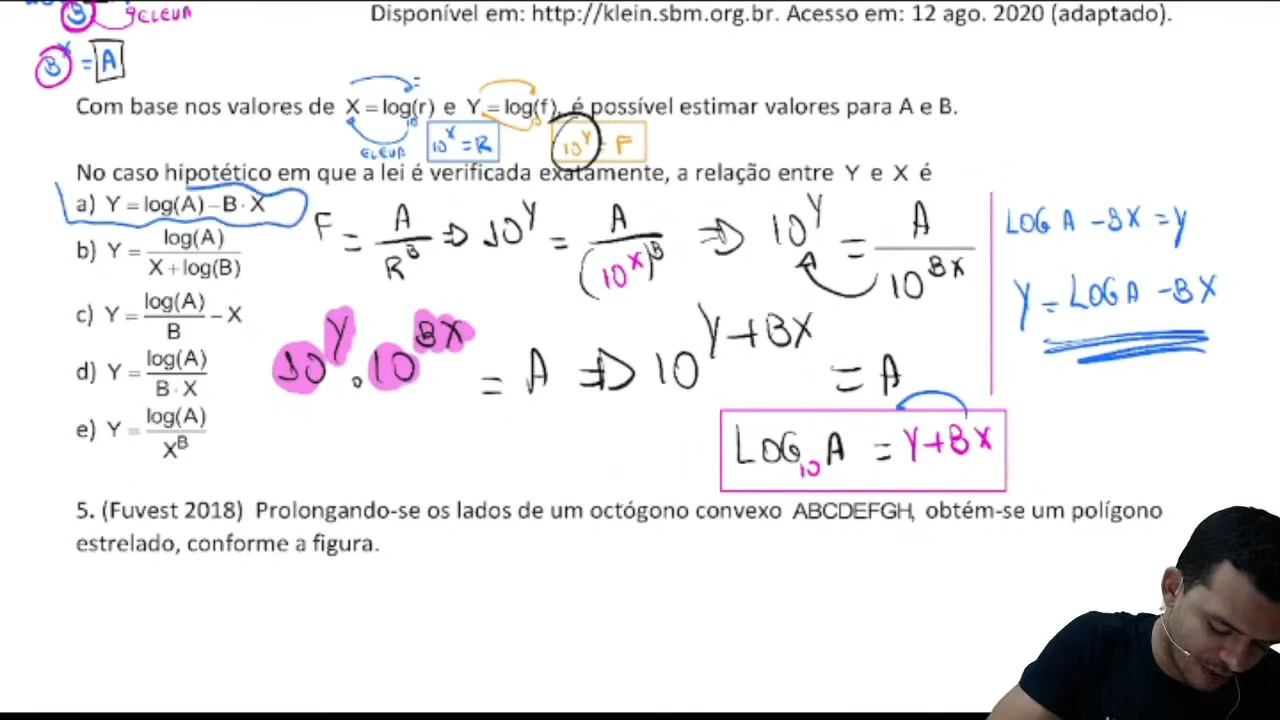 B ELEVA
Disponível em: http://klein.sbm.org.br. Acesso em: 12 ago. 2020 (adaptado).
B^X = A
Com base nos valores de X = log(r) e Y = log(f), é possível estimar valores para A e B.
10 10
ELEVA 10^X = R 10^Y = F
No caso hipotético em que a lei é verificada exatamente, a relação entre Y e X é
a) Y = log(A) – B · X
b) Y = log(A) / X + log(B)
c) Y = log(A) / B – X
d) Y = log(A) / B · X
e) Y = log(A) / X^B
F = A / R^B ⇒ 10^Y = A / (10^X)^B ⇒ 10^Y = A / 10^BX
10^Y · 10^BX = A ⇒ 10^Y+BX = A
LOG₁₀ A = Y+BX
LOG A – BX = Y
Y = LOG A – BX
5. (Fuvest 2018) Prolongando-se os lados de um octógono convexo ABCDEFGH, obtém-se um polígono
estrelado, conforme a figura.